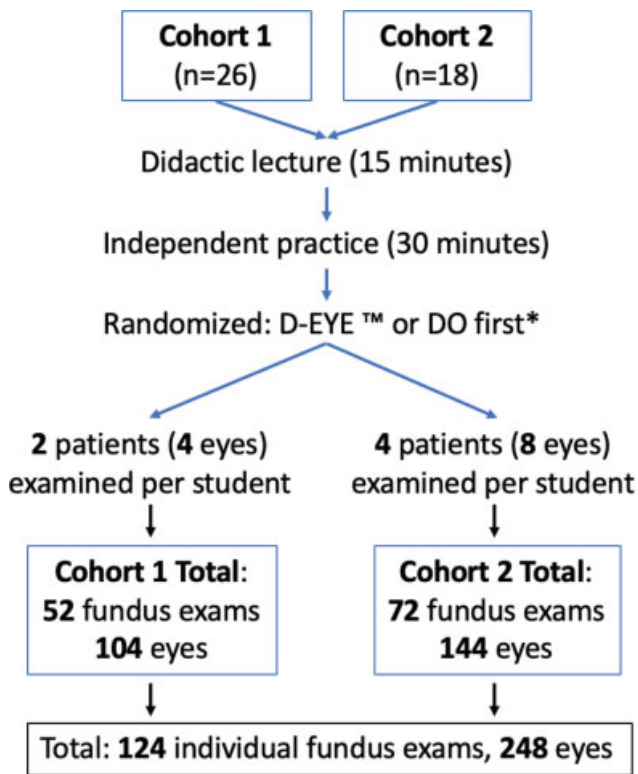 Cohort 1
(n=26)
Cohort 2
(n=18)
Didactic lecture (15 minutes)
Independent practice (30 minutes)
Randomized: D-EYE ™ or DO first*
2 patients (4 eyes)
examined per student
4 patients (8 eyes)
examined per student
Cohort 1 Total:
52 fundus exams
104 eyes
Cohort 2 Total:
72 fundus exams
144 eyes
Total: 124 individual fundus exams, 248 eyes